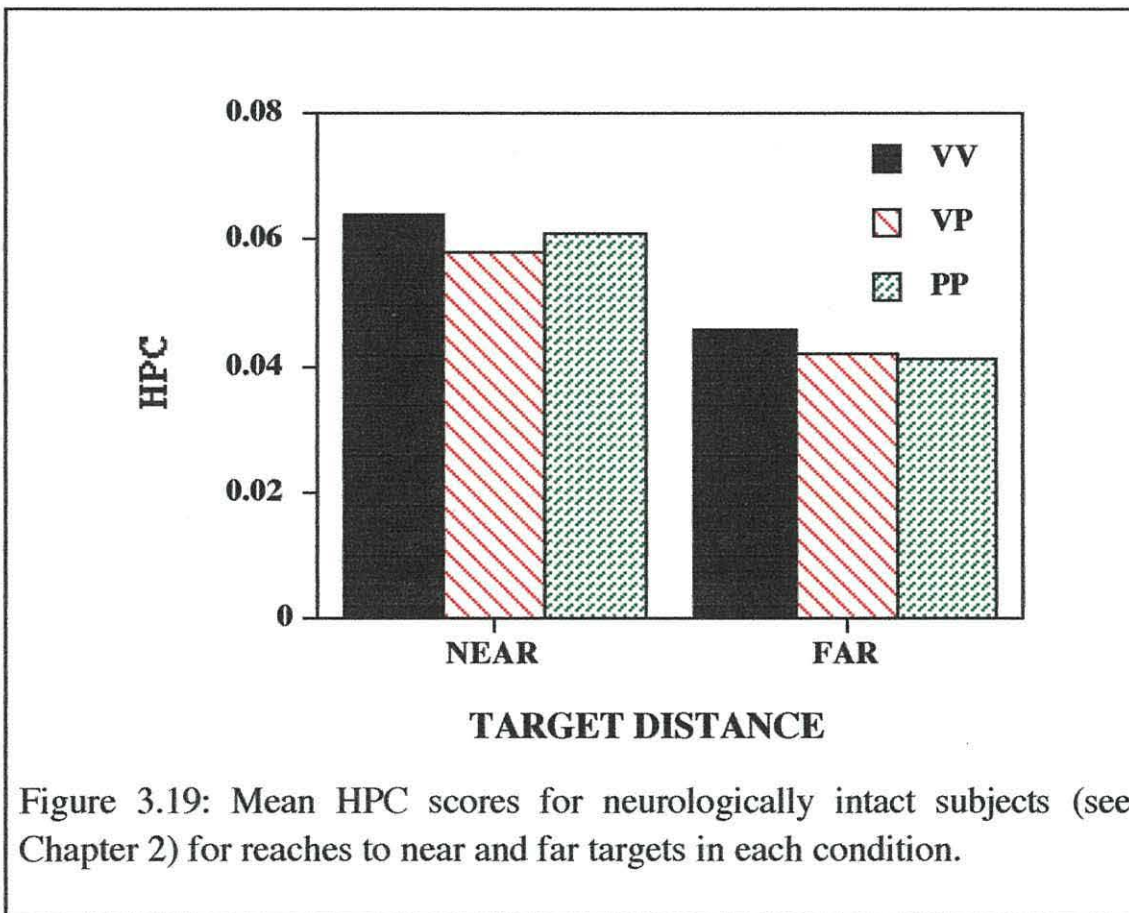 0.08
VV
VP
PP
0.06
0.04
0.02
0
HPC
NEAR FAR
TARGET DISTANCE
Figure 3.19: Mean HPC scores for neurologically intact subjects (see
Chapter 2) for reaches to near and far targets in each condition.